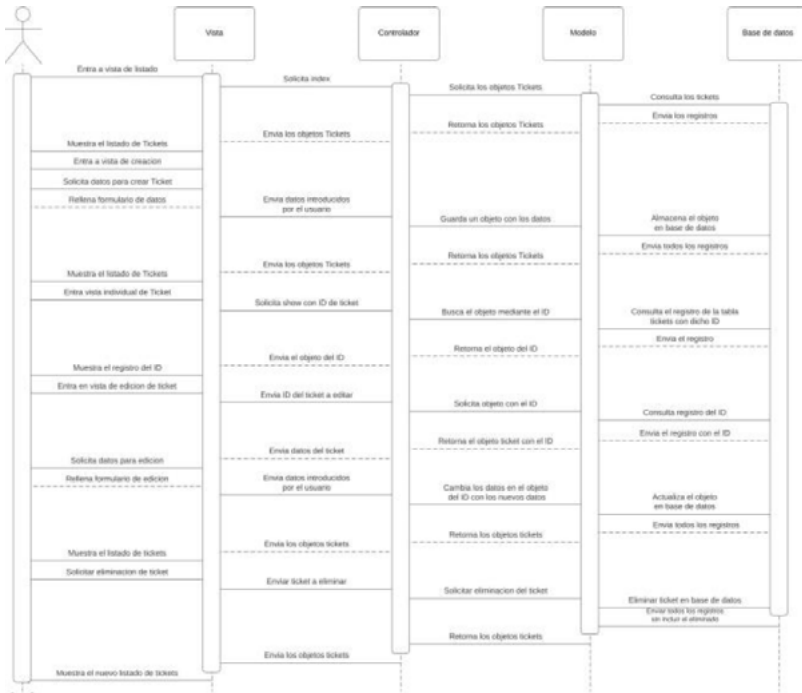 Vista
Controlador
Modelo
Base de datos
Entra a vista de listado
Solicita index
Solicita los objetos Tickets
Consulta los tickets
Envia los registros
Retorna los objetos Tickets
Envia los objetos Tickets
Muestra el listado de Tickets
Entra a vista de creacion
Solicita datos para crear Ticket
Rellena formulario de datos
Envia datos introducidos
por el usuario
Guarda un objeto con los datos
Almacena el objeto
en base de datos
Envia todos los registros
Retorna los objetos Tickets
Envia los objetos Tickets
Muestra el listado de Tickets
Entra vista individual de Ticket
Solicita show con ID de ticket
Busca el objeto mediante el ID
Consulta el registro de la tabla
tickets con dicho ID
Envia el registro
Retorna el objeto del ID
Envia el objeto del ID
Muestra el registro del ID
Entra en vista de edicion de ticket
Envia ID del ticket a editar
Solicita objeto con el ID
Consulta registro del ID
Envia el registro con el ID
Retorna el objeto ticket con el ID
Envia datos del ticket
Solicita datos para edicion
Rellena formulario de edicion
Envia datos introducidos
por el usuario
Cambia los datos en el objeto
del ID con los nuevos datos
Actualiza el objeto
en base de datos
Envia todos los registros
Retorna los objetos tickets
Envia los objetos tickets
Muestra el listado de tickets
Solicitar eliminacion de ticket
Enviar ticket a eliminar
Solicitar eliminacion del ticket
Eliminar ticket en base de datos
Enviar todos los registros
sin incluir el eliminado
Retorna los objetos tickets
Envia los objetos tickets
Muestra el nuevo listado de tickets